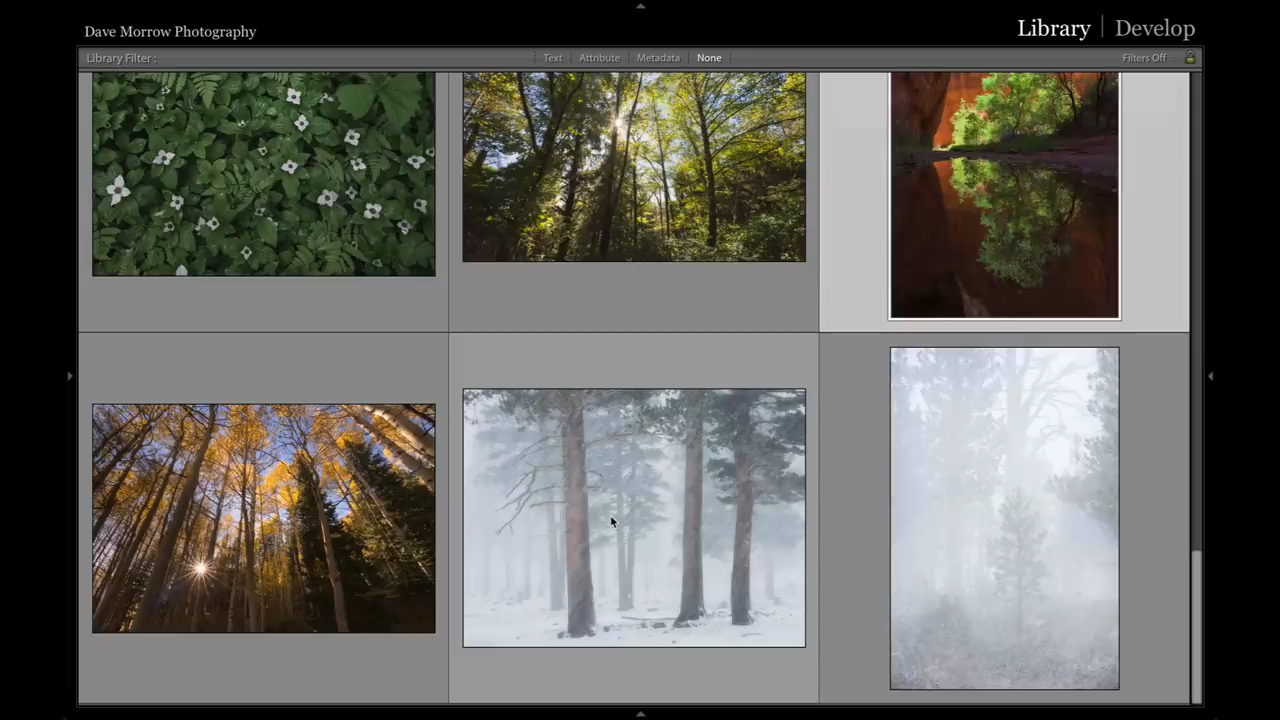 Dave Morrow Photography
Library | Develop
Library Filter :
Text
Attribute
Metadata
None
Filters Off